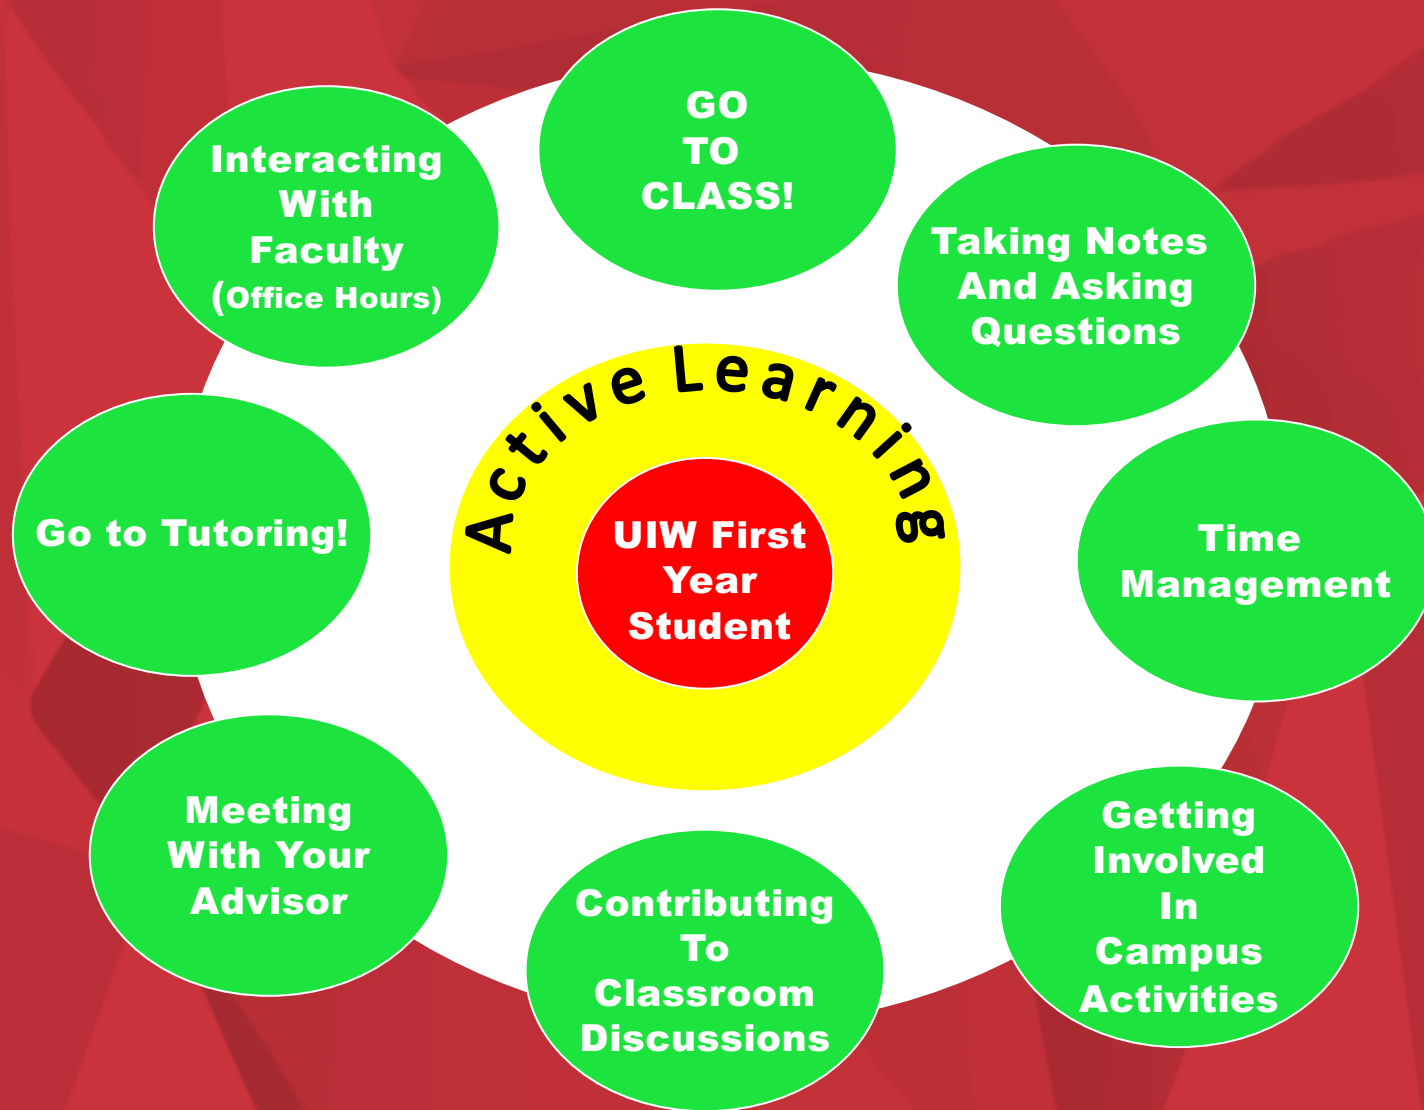 GO
TO
CLASS!
Taking Notes
And Asking
Questions
Time
Management
Getting
Involved
In
Campus
Activities
Contributing
To
Classroom
Discussions
Meeting
With Your
Advisor
Go to Tutoring!
Interacting
With
Faculty
(Office Hours)
Active Learning
UIW First
Year
Student